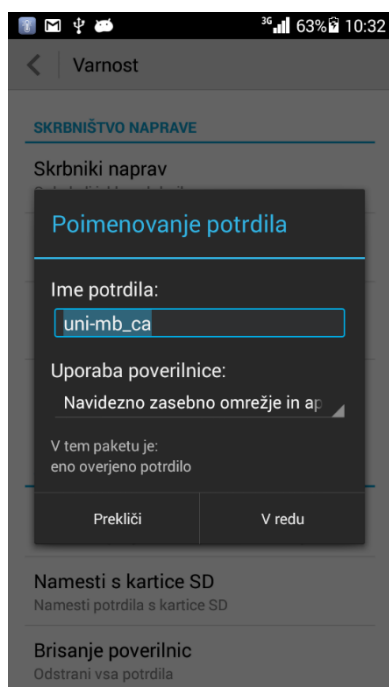 3G 63% 10:32
Varnost
SKRBNIŠTVO NAPRAVE
Skrbniki naprav
Poimenovanje potrdila
Ime potrdila:
uni-mb_ca
Uporaba poverilnice:
Navidezno zasebno omrežje in ap
V tem paketu je:
eno overjeno potrdilo
Prekliči
V redu
Namesti s kartice SD
Namesti potrdila s kartice SD
Brisanje poverilnic
Odstrani vsa potrdila